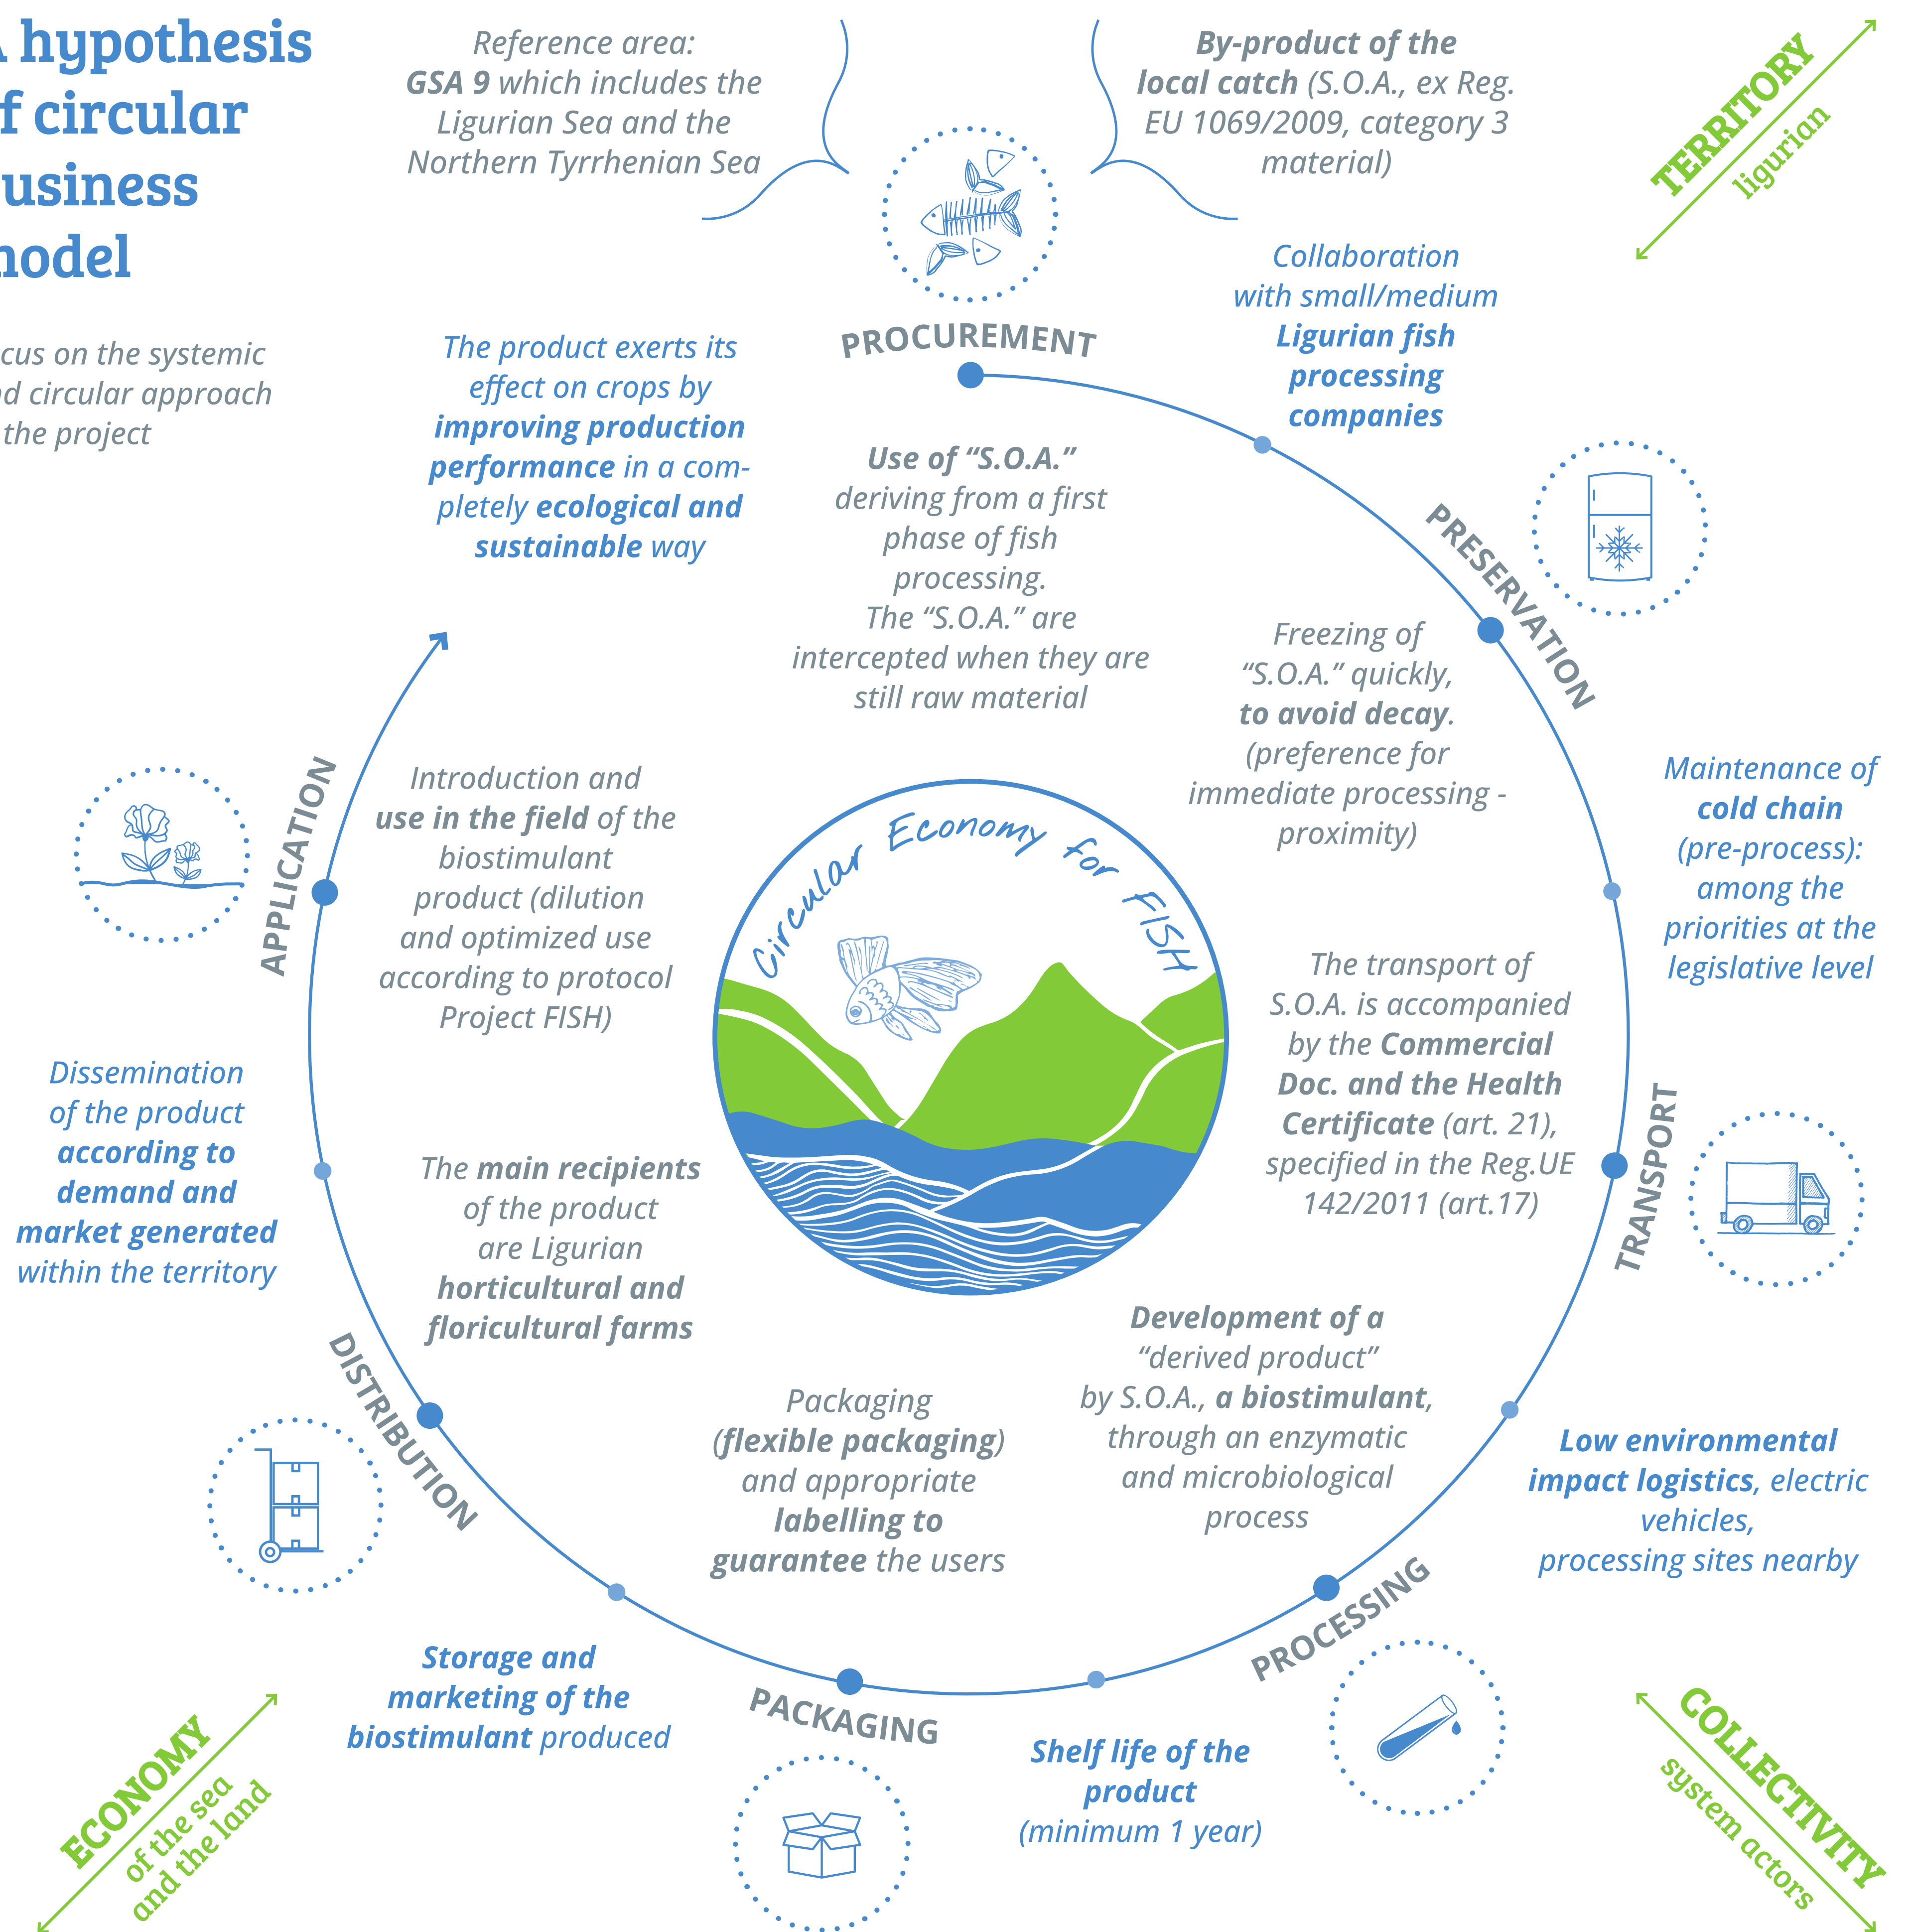 hypothesis
f circular
usiness
nodel
cus on the systemic
d circular approach
the project
Reference area:
GSA 9 which includes the
Ligurian Sea and the
Northern Tyrrhenian Sea
By-product of the
local catch (S.O.A., ex Reg.
EU 1069/2009, category 3
material)
TERRITORY
ligurian
PROCUREMENT
Use of “S.O.A.”
deriving from a first
phase of fish
processing.
The “S.O.A.” are
intercepted when they are
still raw material
Collaboration
with small/medium
Ligurian fish
processing
companies
PRESERVATION
Freezing of
“S.O.A.” quickly,
to avoid decay.
(preference for
immediate processing -
proximity)
Maintenance of
cold chain
(pre-process):
among the
priorities at the
legislative level
TRANSPORT
The transport of
S.O.A. is accompanied
by the Commercial
Doc. and the Health
Certificate (art. 21),
specified in the Reg.UE
142/2011 (art.17)
Low environmental
impact logistics, electric
vehicles,
processing sites nearby
PROCESSING
Development of a
“derived product”
by S.O.A., a biostimulant,
through an enzymatic
and microbiological
process
Shelf life of the
product
(minimum 1 year)
PACKAGING
Packaging
(flexible packaging)
and appropriate
labelling to
guarantee the users
Storage and
marketing of the
biostimulant produced
DISTRIBUTION
The main recipients
of the product
are Ligurian
horticultural and
floricultural farms
Dissemination
of the product
according to
demand and
market generated
within the territory
APPLICATION
Introduction and
use in the field of the
biostimulant
product (dilution
and optimized use
according to protocol
Project FISH)
The product exerts its
effect on crops by
improving production
performance in a com-
pletely ecological and
sustainable way
Circular Economy for FISH
ECONOMY
of the sea
and the land
COLLECTIVITY
system actors